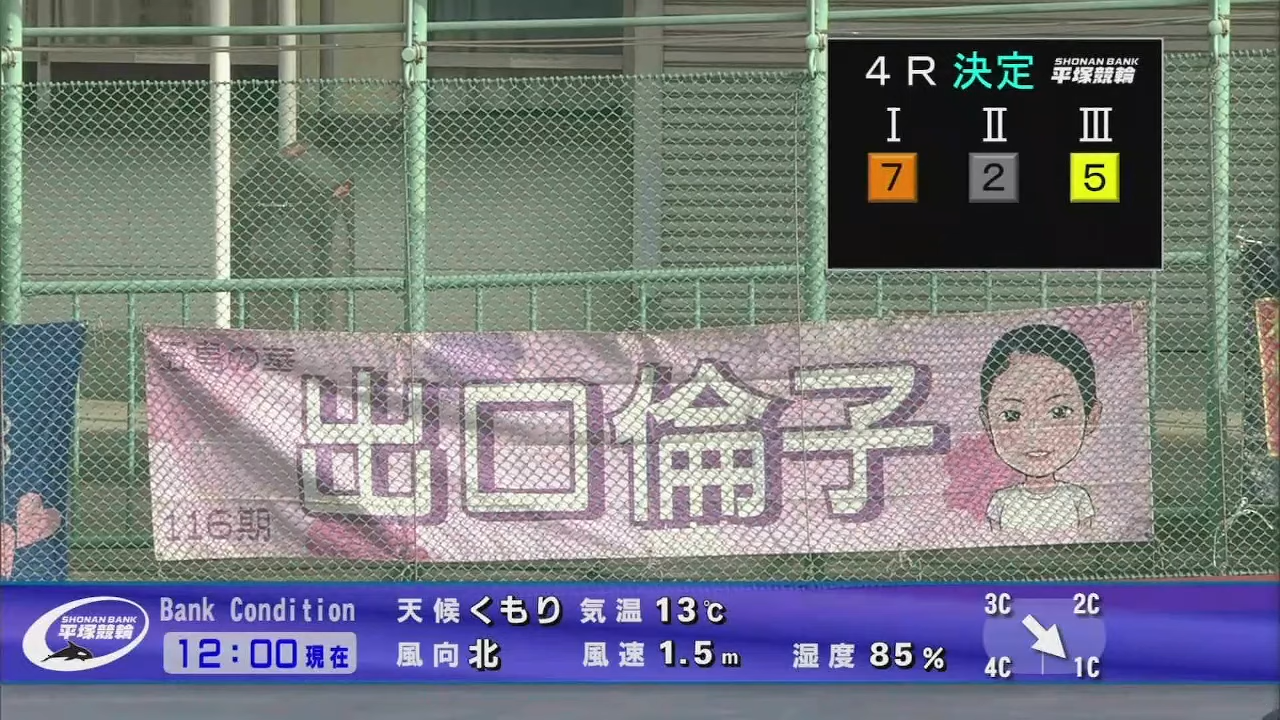 4R 決定 SHONAN BANK 平塚競輪
Ⅰ Ⅱ Ⅲ
7 2 5
島の華
出口倫子
116期
SHONAN BANK
平塚競輪
Bank Condition
12:00現在
天候 くもり 気温 13℃
風向 北 風速 1.5m 湿度 85%
3C 2C
4C 1C